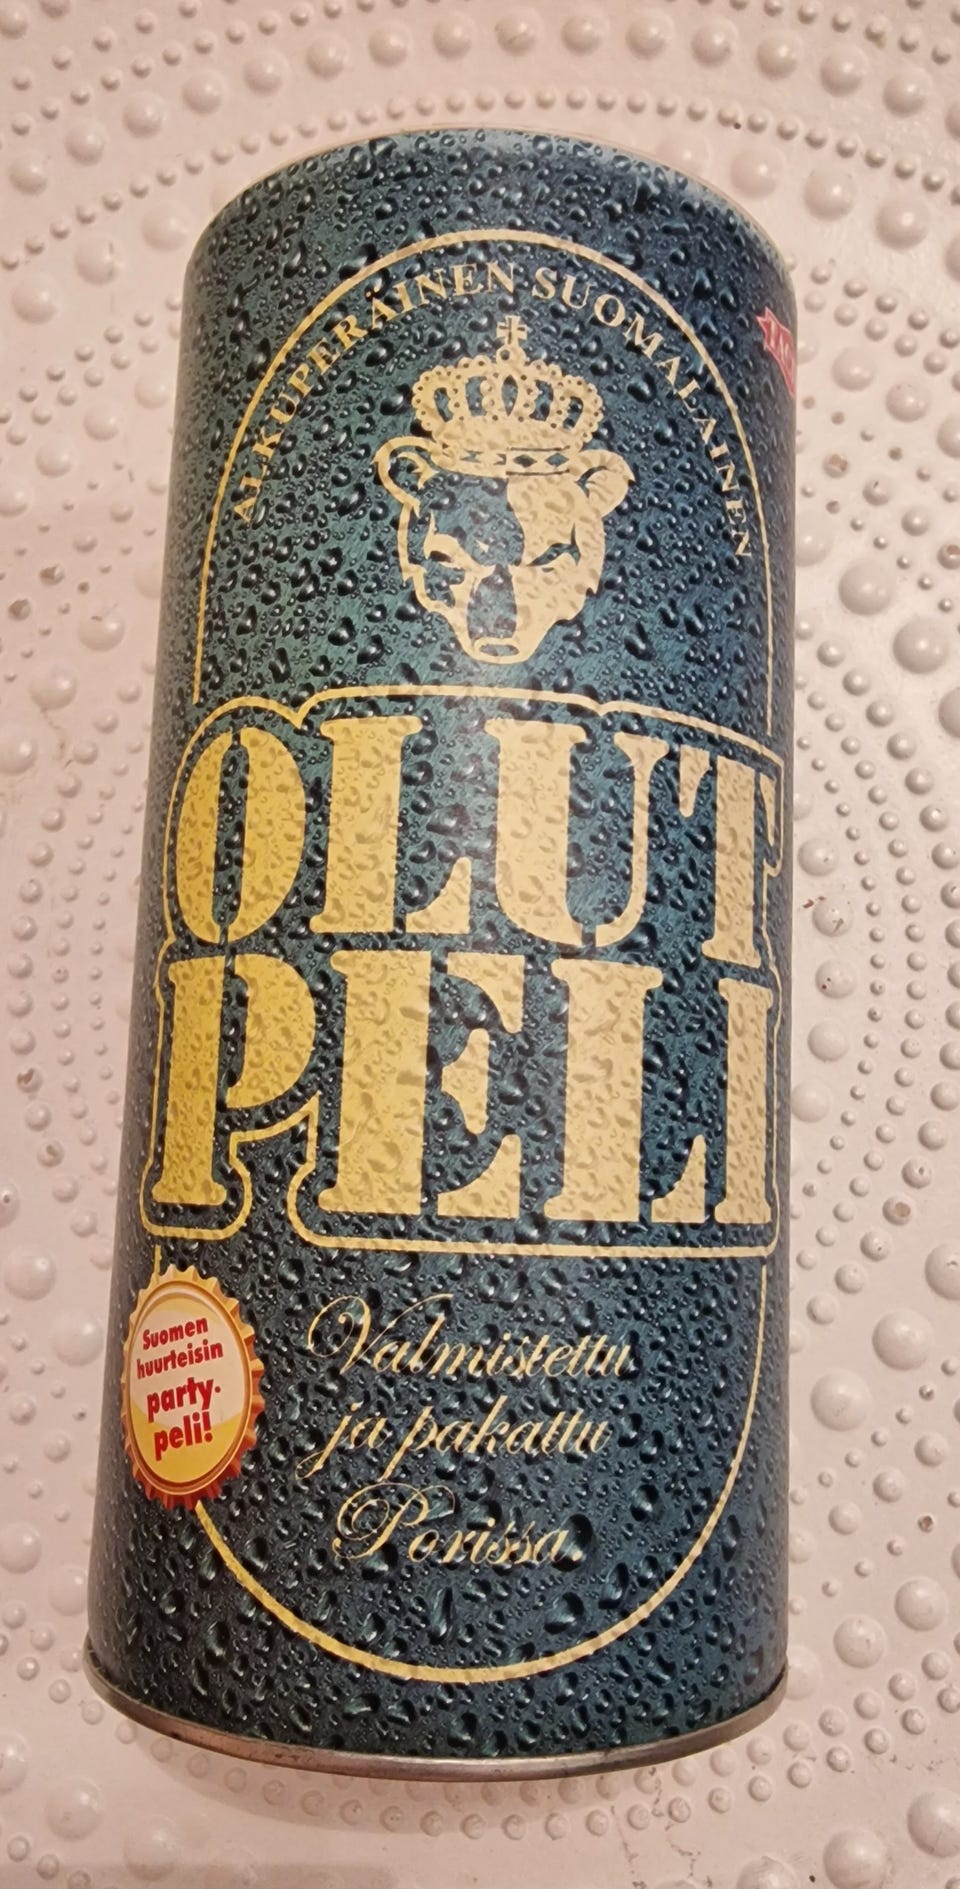 ALKUPERÄINEN SUOMALAINEN
OLUT
PELI
Suomen
huurteisin
party-
peli!
Valmistettu
ja pakattu
Porissa.